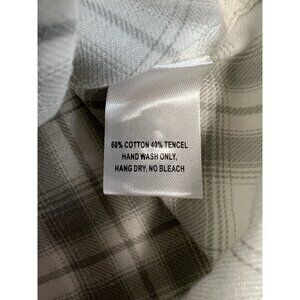 60% COTTON 40% TENCEL
HAND WASH ONLY,
HANG DRY, NO BLEACH